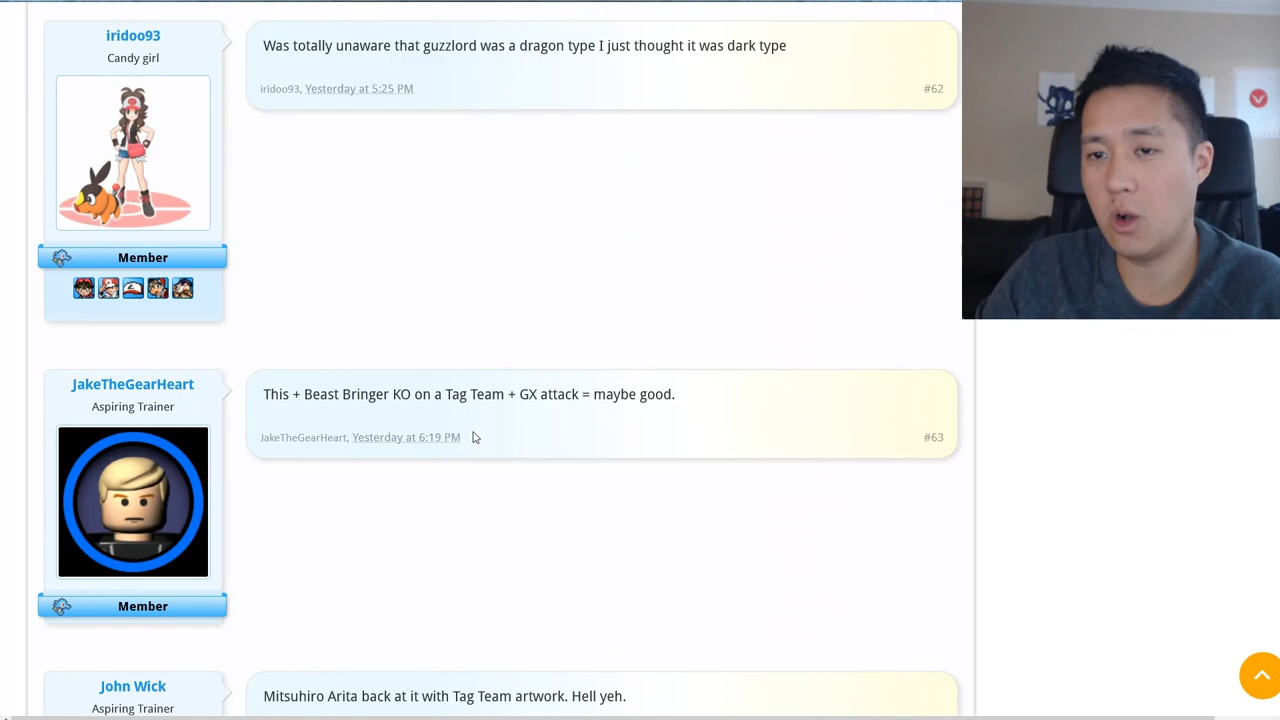 iridoo93
Candy girl
Was totally unaware that guzzlord was a dragon type I just thought it was dark type
iridoo93, Yesterday at 5:25 PM
#62
Member
JakeTheGearHeart
Aspiring Trainer
This + Beast Bringer KO on a Tag Team + GX attack = maybe good.
JakeTheGearHeart, Yesterday at 6:19 PM
#63
Member
John Wick
Aspiring Trainer
Mitsuhiro Arita back at it with Tag Team artwork. Hell yeh.